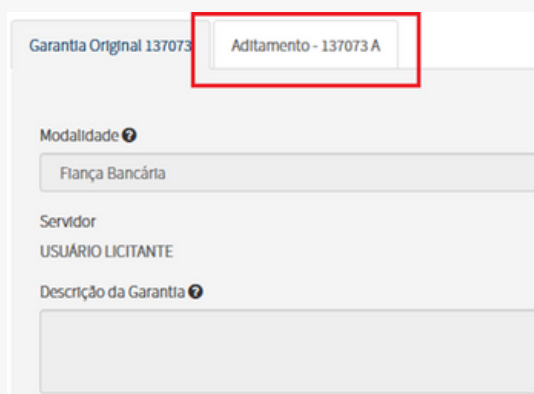 Garantia Original 137073
Aditamento - 137073 A
Modalidade
Fiança Bancária
Servidor
USUÁRIO LICITANTE
Descrição da Garantia